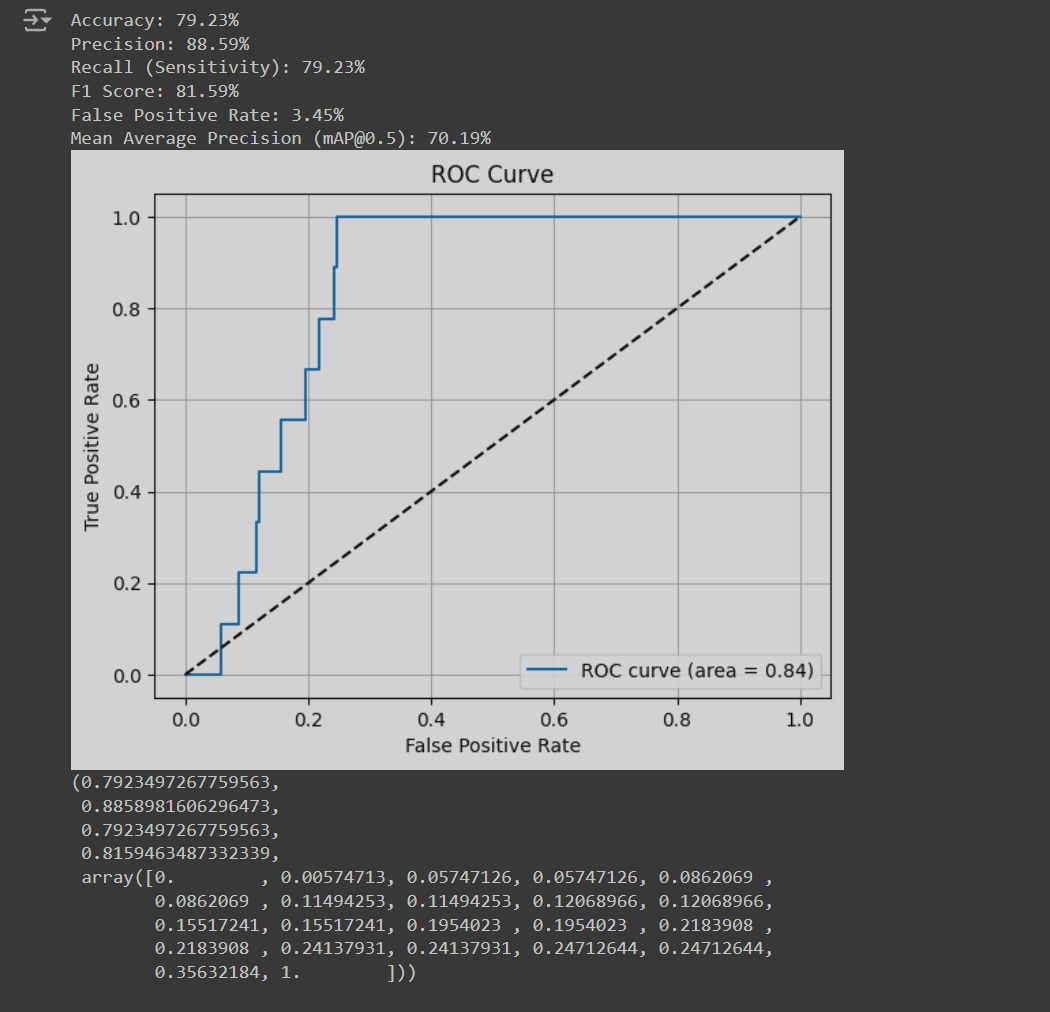 Accuracy: 79.23%
Precision: 88.59%
Recall (Sensitivity): 79.23%
F1 Score: 81.59%
False Positive Rate: 3.45%
Mean Average Precision (mAP@0.5): 70.19%
ROC Curve
1.0
0.8
0.6
0.4
0.2
0.0
True Positive Rate
ROC curve (area = 0.84)
0.0 0.2 0.4 0.6 0.8 1.0
False Positive Rate
(0.7923497267759563,
0.8858981606296473,
0.7923497267759563,
0.8159463487332339,
array([0.        , 0.00574713, 0.05747126, 0.05747126, 0.0862069 ,
0.0862069 , 0.11494253, 0.11494253, 0.12068966, 0.12068966,
0.15517241, 0.15517241, 0.1954023 , 0.1954023 , 0.2183908 ,
0.2183908 , 0.24137931, 0.24137931, 0.24712644, 0.24712644,
0.35632184, 1.        ]))